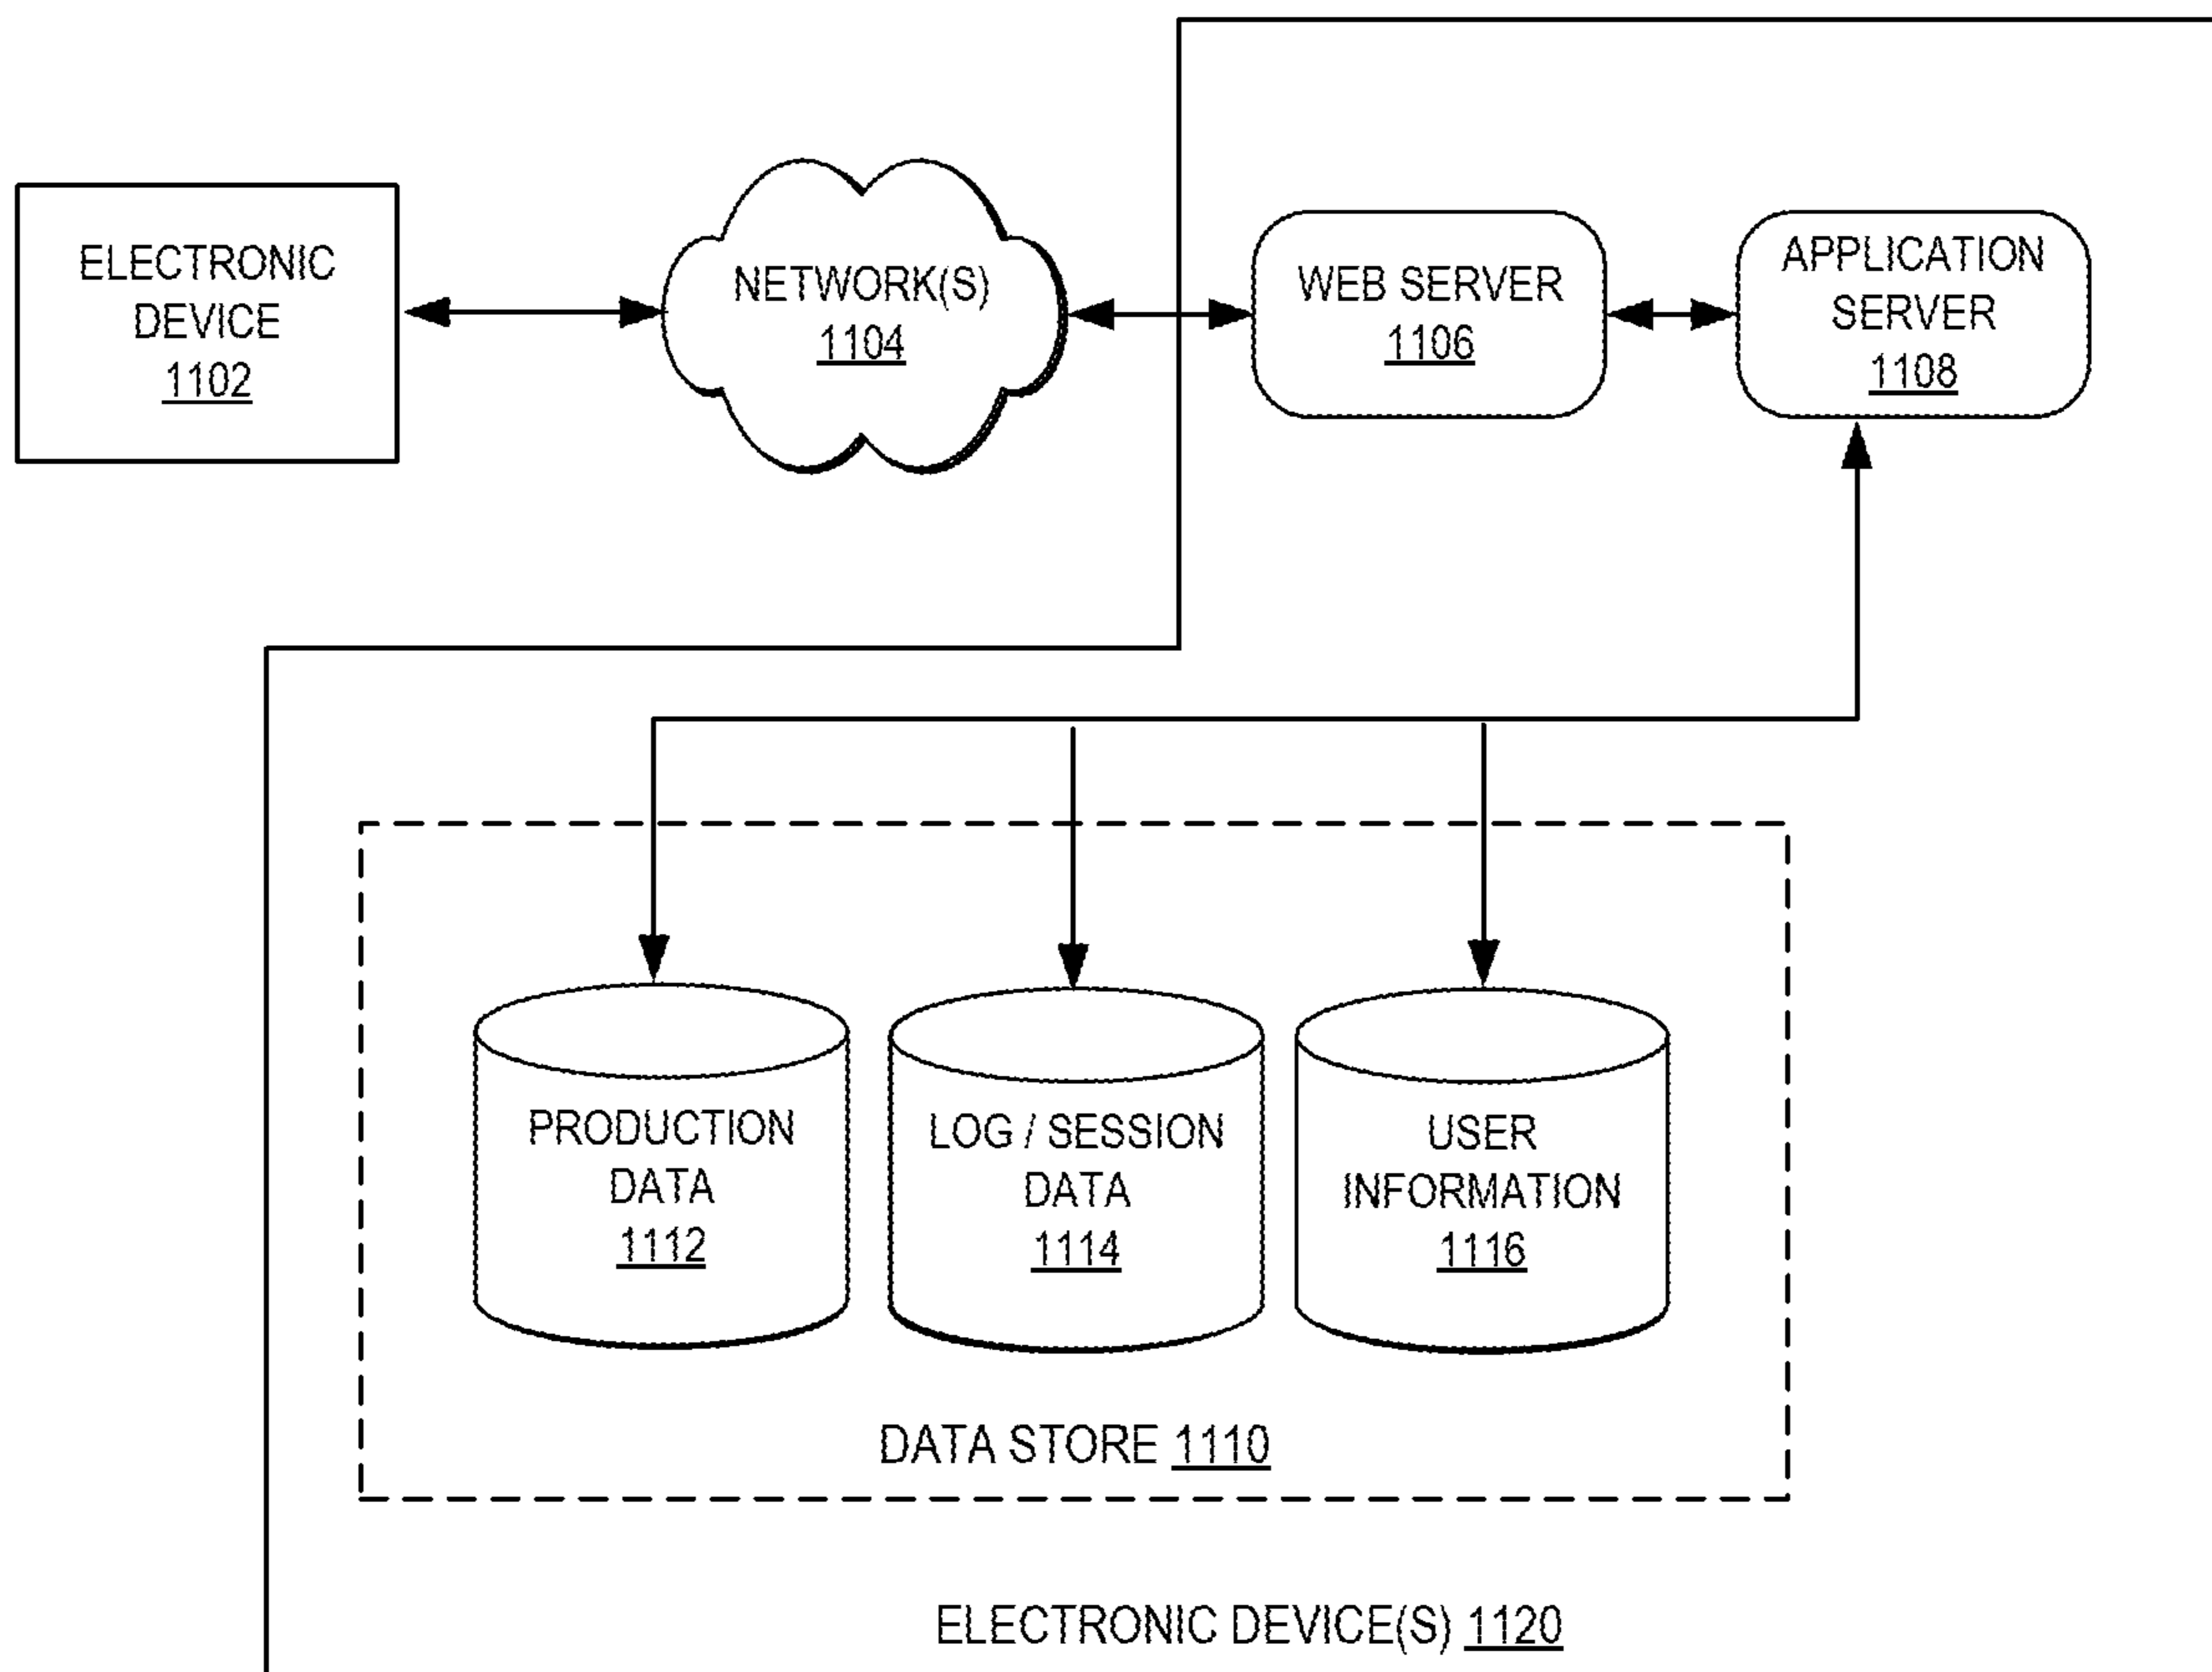 ELECTRONIC
DEVICE
1102
NETWORK(S)
1104
WEB SERVER
1106
APPLICATION
SERVER
1108
PRODUCTION
DATA
1112
LOG / SESSION
DATA
1114
USER
INFORMATION
1116
DATA STORE 1110
ELECTRONIC DEVICE(S) 1120